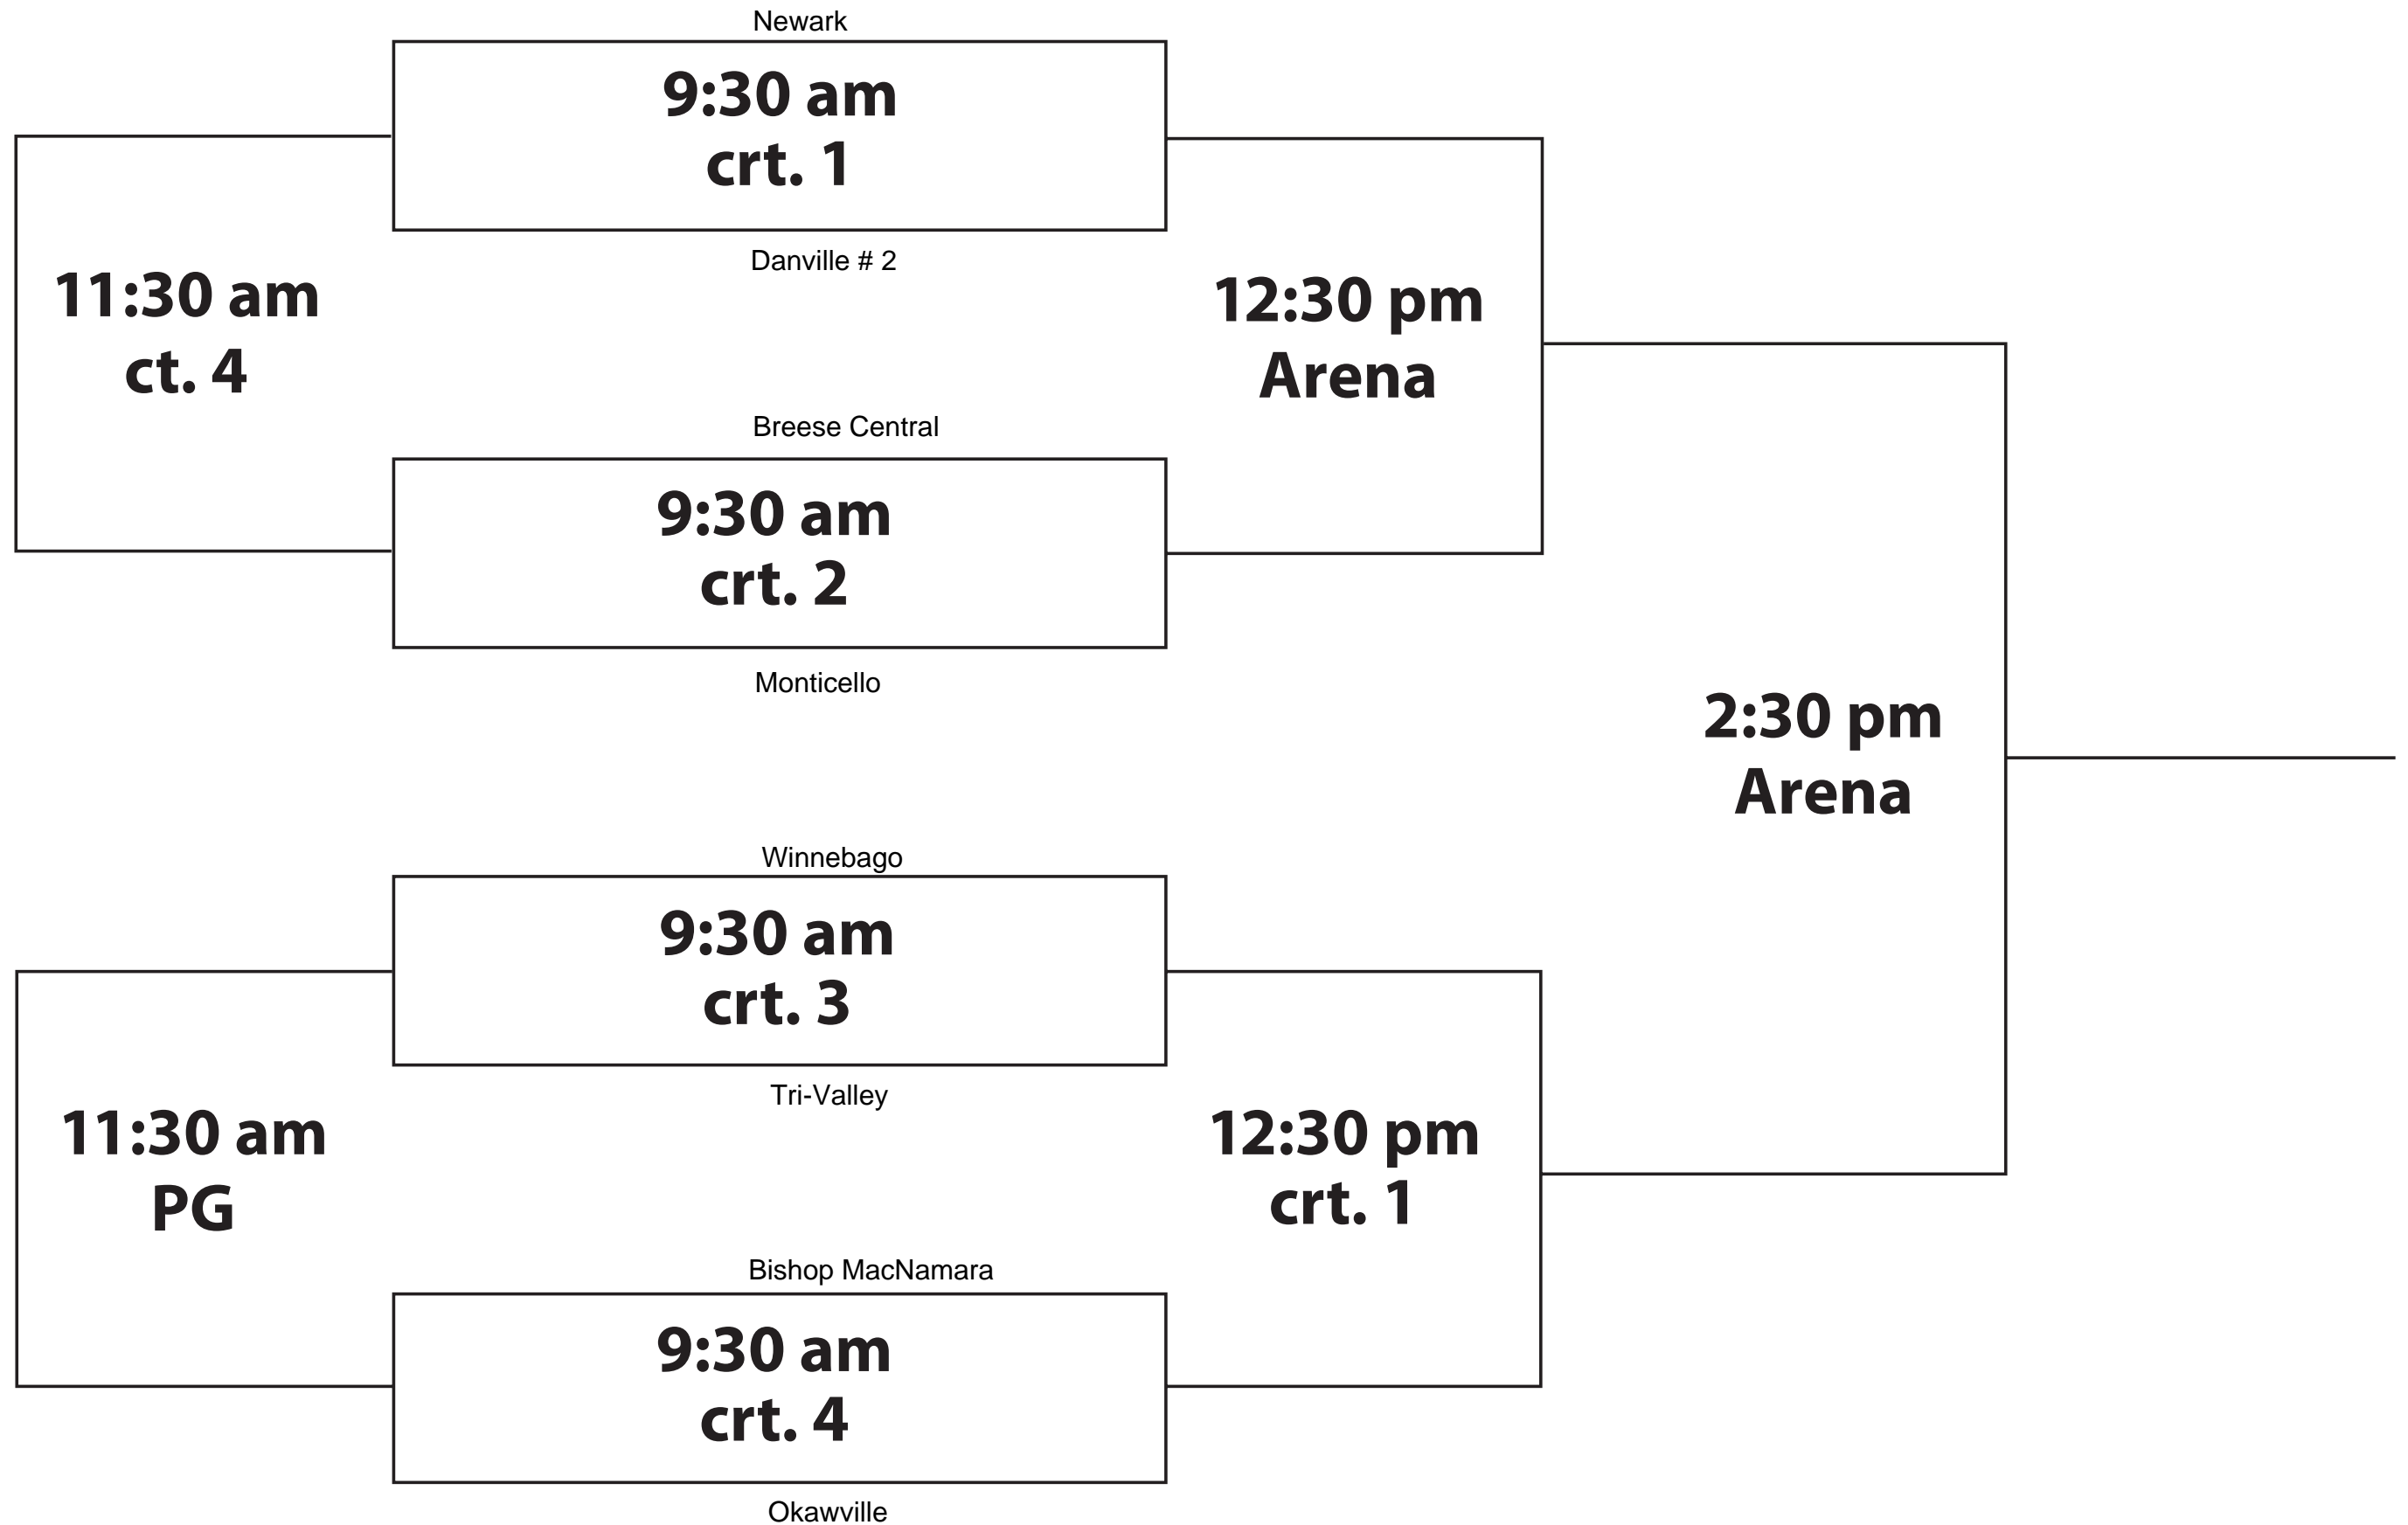 Newark
9:30 am
crt. 1
Danville # 2
11:30 am
ct. 4
12:30 pm
Arena
Breese Central
9:30 am
crt. 2
Monticello
2:30 pm
Arena
Winnebago
9:30 am
crt. 3
Tri-Valley
11:30 am
PG
12:30 pm
crt. 1
Bishop MacNamara
9:30 am
crt. 4
Okawville